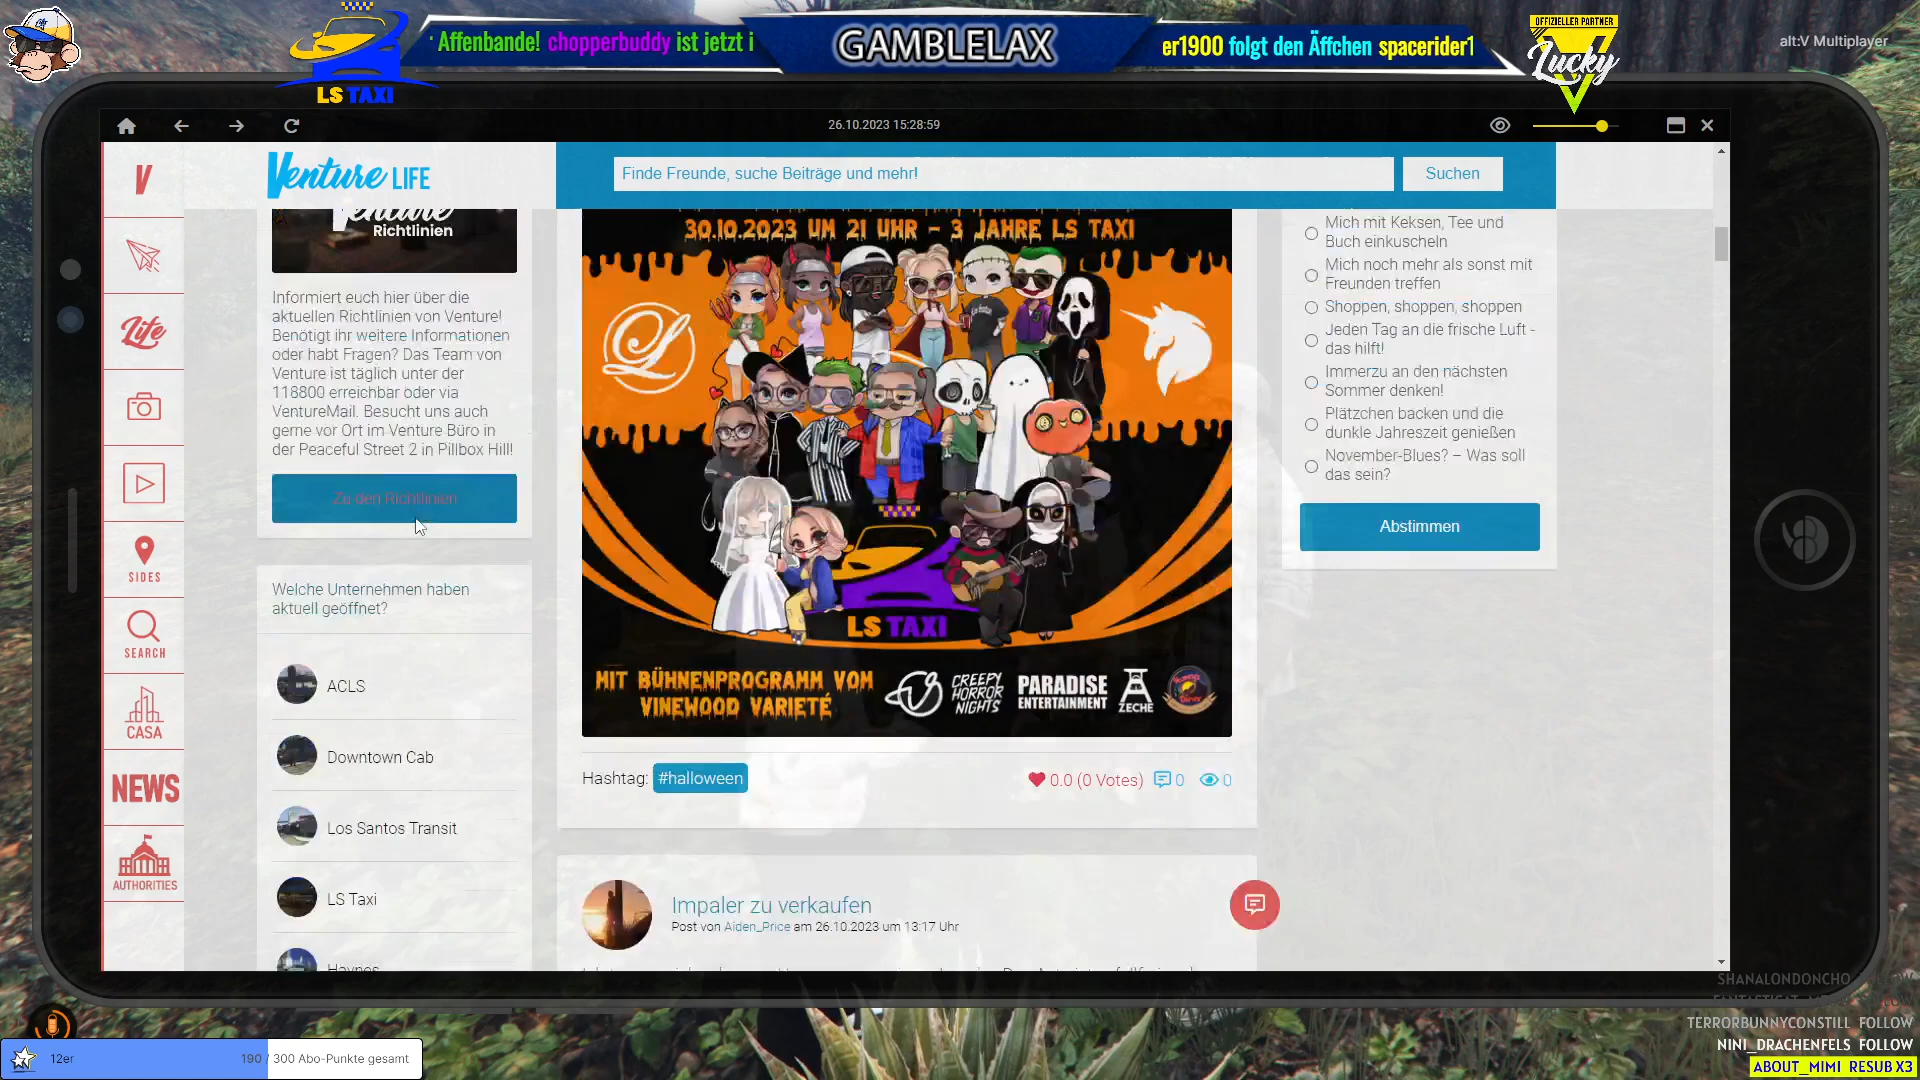 Affenbande! chopperbuddy ist jetzt i
GAMBLELAX
er1900 folgt den Äffchen spacerider1
OFFIZIELLER PARTNER
Lucky
alt:V Multiplayer
LS TAXI
26.10.2023 15:28:59
V
Life
SIDES
SEARCH
CASA
NEWS
AUTHORITIES
Venture LIFE
Finde Freunde, suche Beiträge und mehr!
Suchen
Venture
Richtlinien
Informiert euch hier über die
aktuellen Richtlinien von Venture!
Benötigt ihr weitere Informationen
oder habt Fragen? Das Team von
Venture ist täglich unter der
118800 erreichbar oder via
VentureMail. Besucht uns auch
gerne vor Ort im Venture Büro in
der Peaceful Street 2 in Pillbox Hill!
Zu den Richtlinien
Welche Unternehmen haben
aktuell geöffnet?
ACLS
Downtown Cab
Los Santos Transit
LS Taxi
30.10.2023 UM 21 UHR - 3 JAHRE LS TAXI
L
LS TAXI
MIT BÜHNENPROGRAMM VOM
VINEWOOD VARIETÉ
CREEPY
HORROR
NIGHTS
PARADISE
ENTERTAINMENT
ZECHE
Hashtag: #halloween
0.0 (0 Votes) 0 0
Impaler zu verkaufen
Post von Aiden_Price am 26.10.2023 um 13:17 Uhr
Mich mit Keksen, Tee und
Buch einkuscheln
Mich noch mehr als sonst mit
Freunden treffen
Shoppen, shoppen, shoppen
Jeden Tag an die frische Luft -
das hilft!
Immerzu an den nächsten
Sommer denken!
Plätzchen backen und die
dunkle Jahreszeit genießen
November-Blues? – Was soll
das sein?
Abstimmen
12er
190 / 300 Abo-Punkte gesamt
SHANALONDONCHO
TERRORBUNNYCONSTILL FOLLOW
NINI_DRACHENFELS FOLLOW
ABOUT_MIMI RESUB X3